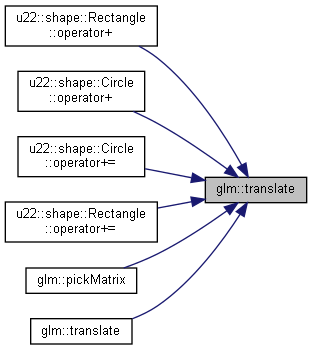 u22::shape::Rectangle
::operator+
u22::shape::Circle
::operator+
u22::shape::Circle
::operator+=
glm::translate
u22::shape::Rectangle
::operator+=
glm::pickMatrix
glm::translate